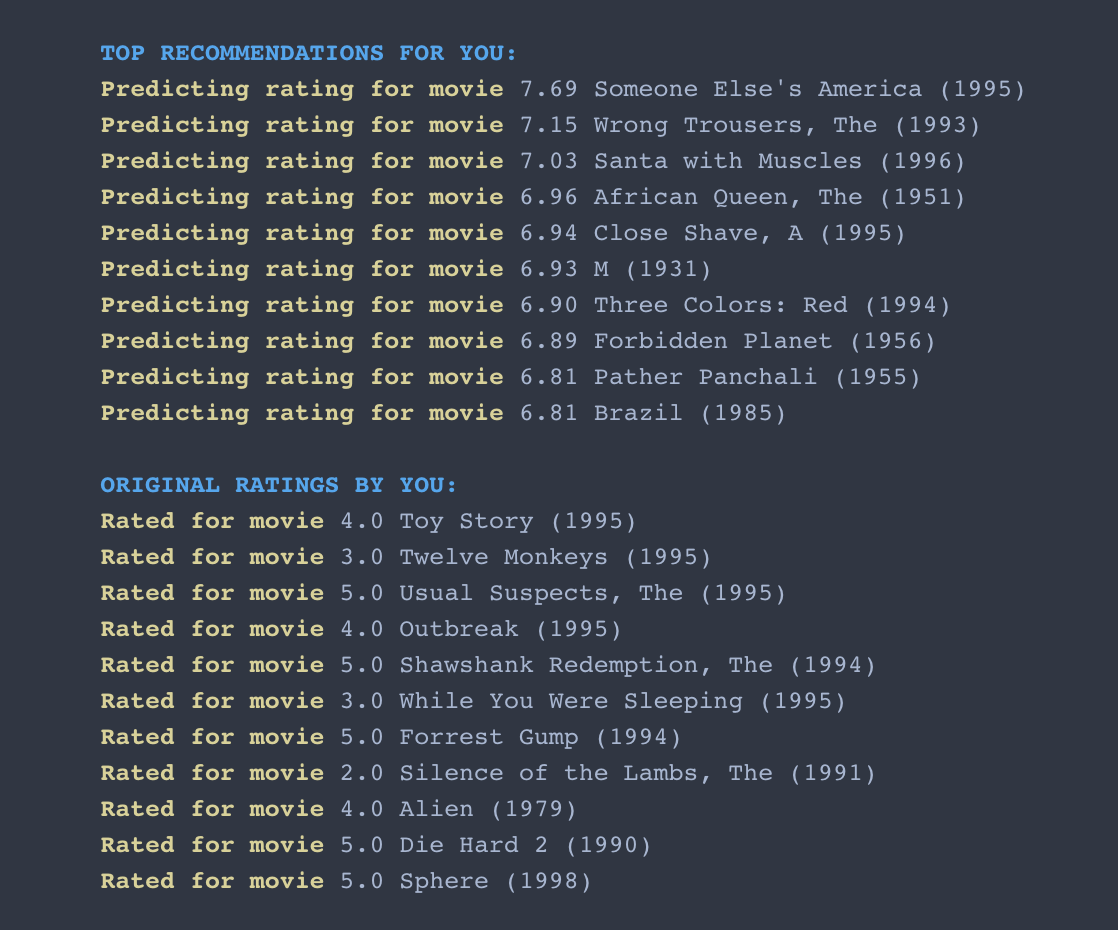 TOP RECOMMENDATIONS FOR YOU:
Predicting rating for movie 7.69 Someone Else's America (1995)
Predicting rating for movie 7.15 Wrong Trousers, The (1993)
Predicting rating for movie 7.03 Santa with Muscles (1996)
Predicting rating for movie 6.96 African Queen, The (1951)
Predicting rating for movie 6.94 Close Shave, A (1995)
Predicting rating for movie 6.93 M (1931)
Predicting rating for movie 6.90 Three Colors: Red (1994)
Predicting rating for movie 6.89 Forbidden Planet (1956)
Predicting rating for movie 6.81 Pather Panchali (1955)
Predicting rating for movie 6.81 Brazil (1985)
ORIGINAL RATINGS BY YOU:
Rated for movie 4.0 Toy Story (1995)
Rated for movie 3.0 Twelve Monkeys (1995)
Rated for movie 5.0 Usual Suspects, The (1995)
Rated for movie 4.0 Outbreak (1995)
Rated for movie 5.0 Shawshank Redemption, The (1994)
Rated for movie 3.0 While You Were Sleeping (1995)
Rated for movie 5.0 Forrest Gump (1994)
Rated for movie 2.0 Silence of the Lambs, The (1991)
Rated for movie 4.0 Alien (1979)
Rated for movie 5.0 Die Hard 2 (1990)
Rated for movie 5.0 Sphere (1998)